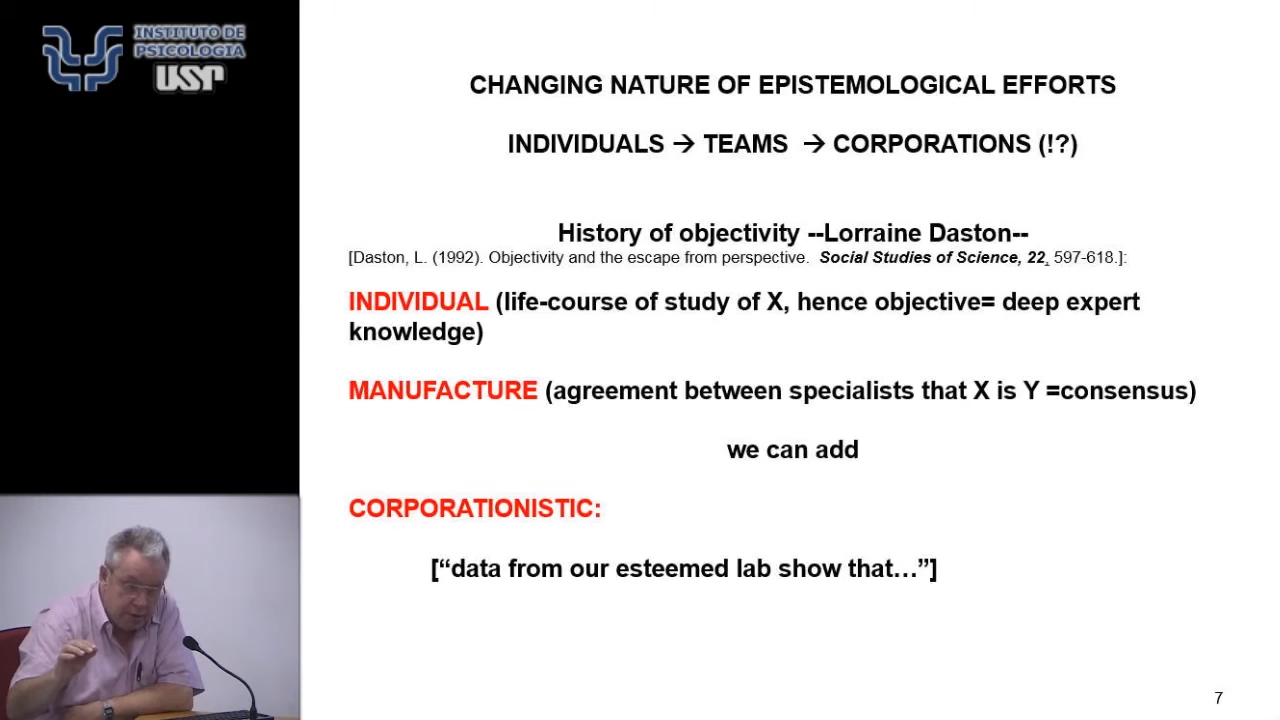 INSTITUTO DE
PSICOLOGIA
USP
CHANGING NATURE OF EPISTEMOLOGICAL EFFORTS
INDIVIDUALS → TEAMS → CORPORATIONS (!?)
History of objectivity --Lorraine Daston--
[Daston, L. (1992). Objectivity and the escape from perspective. Social Studies of Science, 22, 597-618.]:
INDIVIDUAL (life-course of study of X, hence objective= deep expert
knowledge)
MANUFACTURE (agreement between specialists that X is Y =consensus)
we can add
CORPORATIONISTIC:
[“data from our esteemed lab show that…”]
7